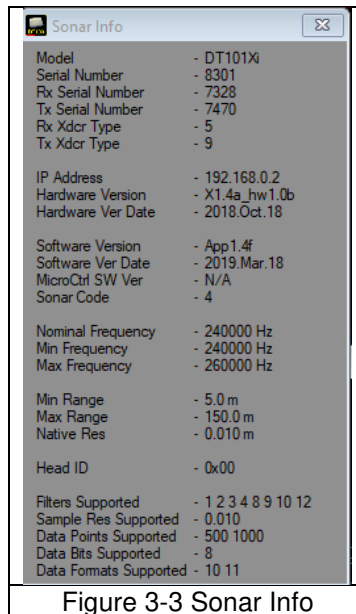 Sonar Info
Model - DT101Xi
Serial Number - 8301
Rx Serial Number - 7328
Tx Serial Number - 7470
Rx Xdcr Type - 5
Tx Xdcr Type - 9
IP Address - 192.168.0.2
Hardware Version - X1.4a_hw1.0b
Hardware Ver Date - 2018.Oct.18
Software Version - App1.4f
Software Ver Date - 2019.Mar.18
MicroCtrl SW Ver - N/A
Sonar Code - 4
Nominal Frequency - 240000 Hz
Min Frequency - 240000 Hz
Max Frequency - 260000 Hz
Min Range - 5.0 m
Max Range - 150.0 m
Native Res - 0.010 m
Head ID - 0x00
Filters Supported - 1 2 3 4 8 9 10 12
Sample Res Supported - 0.010
Data Points Supported - 500 1000
Data Bits Supported - 8
Data Formats Supported - 10 11
Figure 3-3 Sonar Info